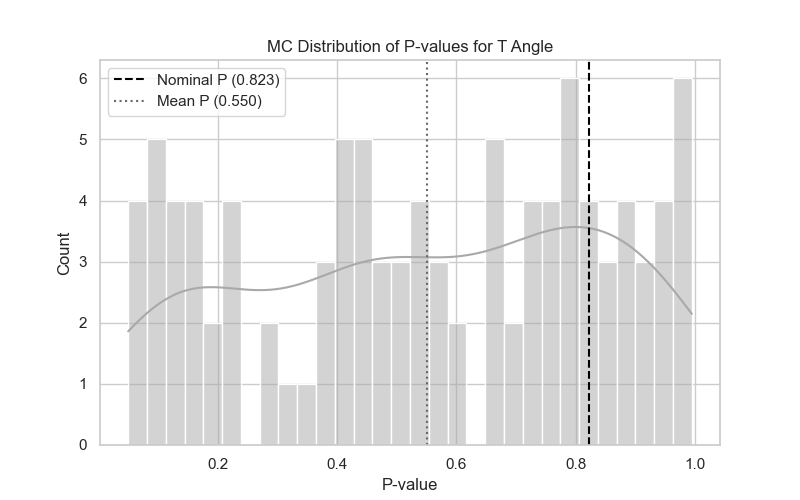 MC Distribution of P-values for T Angle
Nominal P (0.823)
Mean P (0.550)
6
5
4
3
2
1
0
Count
0.2 0.4 0.6 0.8 1.0
P-value